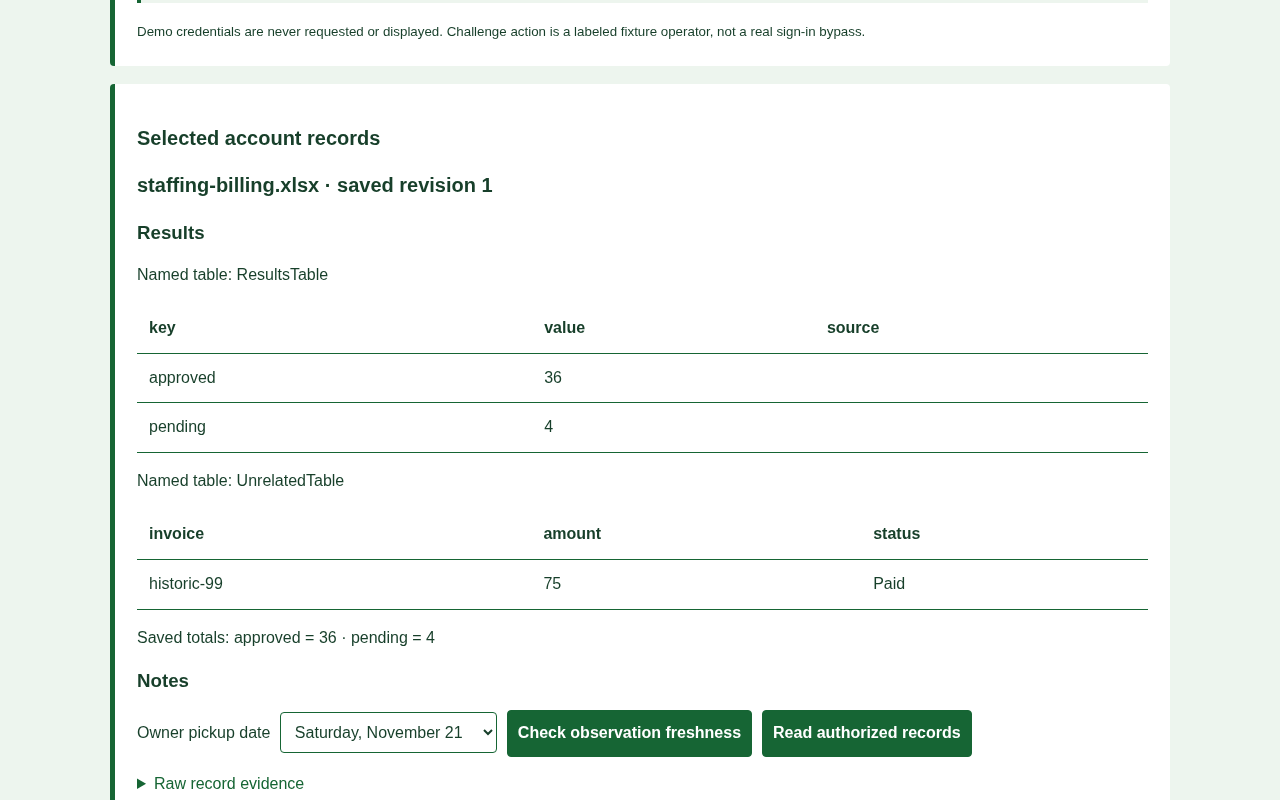 Demo credentials are never requested or displayed. Challenge action is a labeled fixture operator, not a real sign-in bypass.
Selected account records
staffing-billing.xlsx · saved revision 1
Results
Named table: ResultsTable
key value source
approved 36
pending 4
Named table: UnrelatedTable
invoice amount status
historic-99 75 Paid
Saved totals: approved = 36 · pending = 4
Notes
Owner pickup date Saturday, November 21 Check observation freshness Read authorized records
Raw record evidence